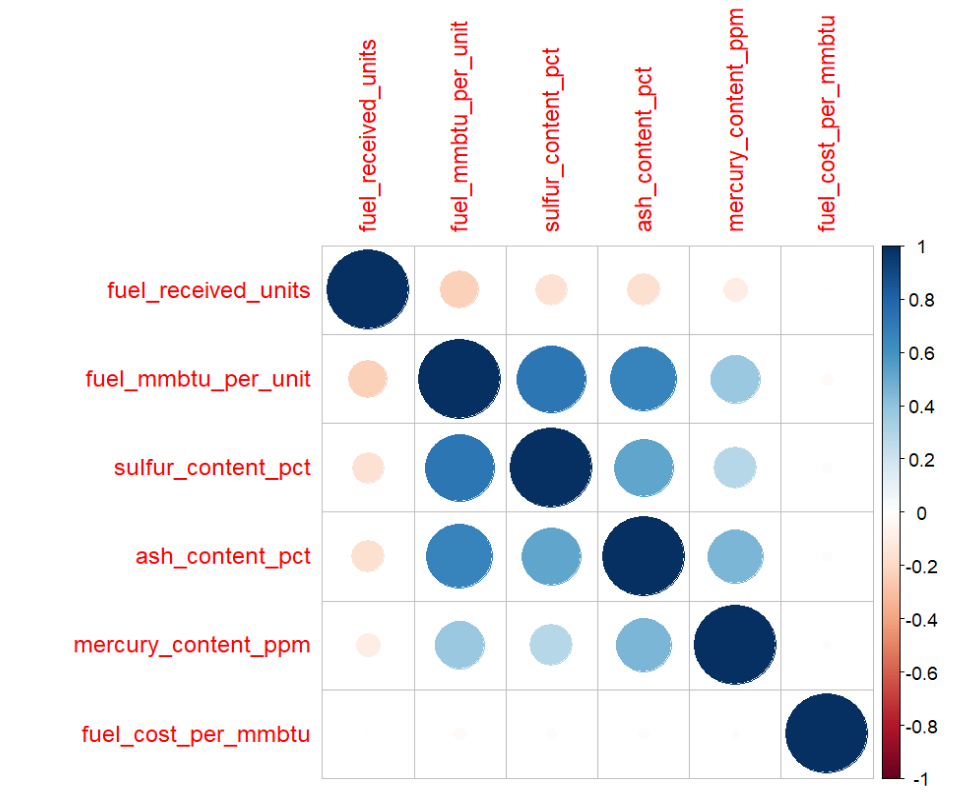 fuel_received_units
fuel_mmbtu_per_unit
sulfur_content_pct
ash_content_pct
mercury_content_ppm
fuel_cost_per_mmbtu
fuel_received_units
fuel_mmbtu_per_unit
sulfur_content_pct
ash_content_pct
mercury_content_ppm
fuel_cost_per_mmbtu
1
0.8
0.6
0.4
0.2
0
-0.2
-0.4
-0.6
-0.8
-1